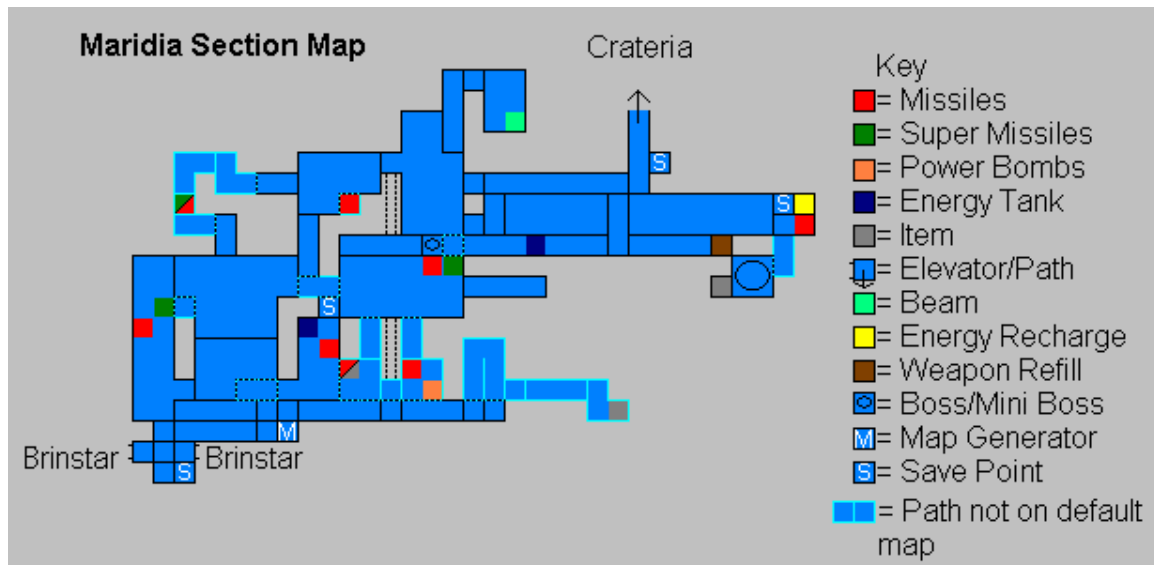 Maridia Section Map
Crateria
Key
= Missiles
= Super Missiles
= Power Bombs
= Energy Tank
= Item
= Elevator/Path
= Beam
= Energy Recharge
= Weapon Refill
= Boss/Mini Boss
M = Map Generator
S = Save Point
= Path not on default
map
S
S
S
M
Brinstar
Brinstar
S